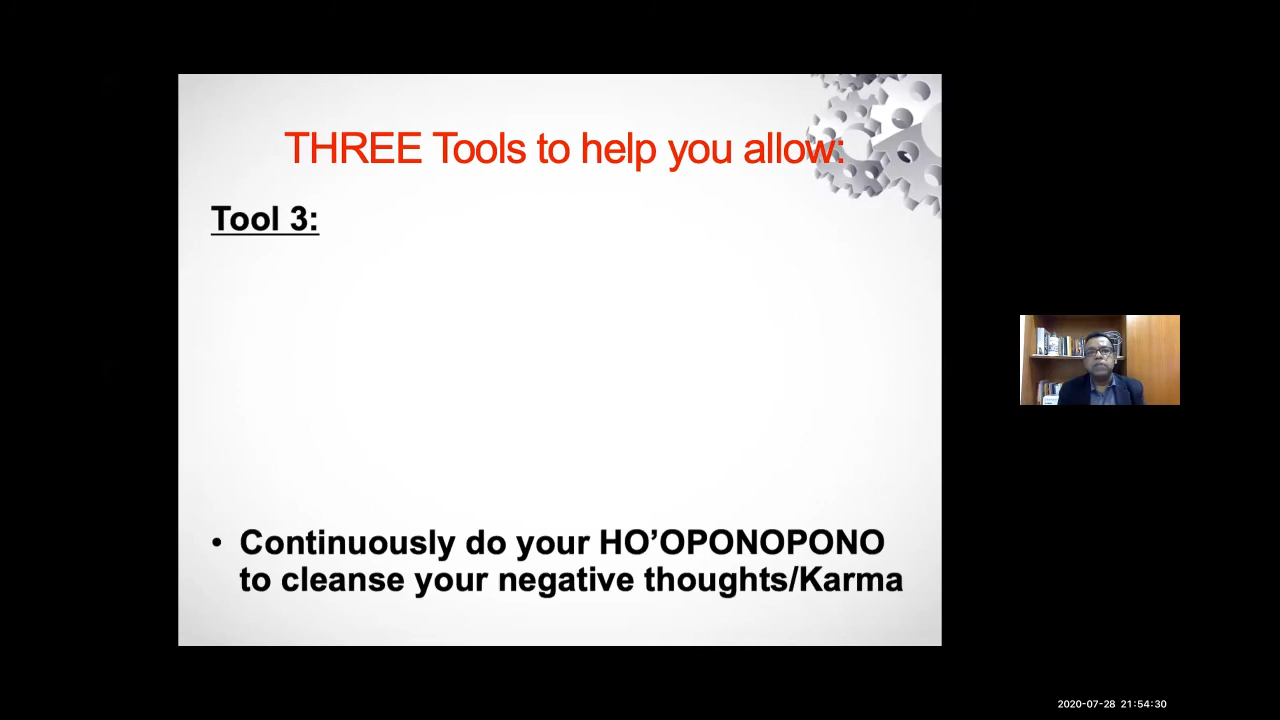 THREE Tools to help you allow:
Tool 3:
• Continuously do your HO’OPONOPONO
to cleanse your negative thoughts/Karma
2020-07-28 21:54:30